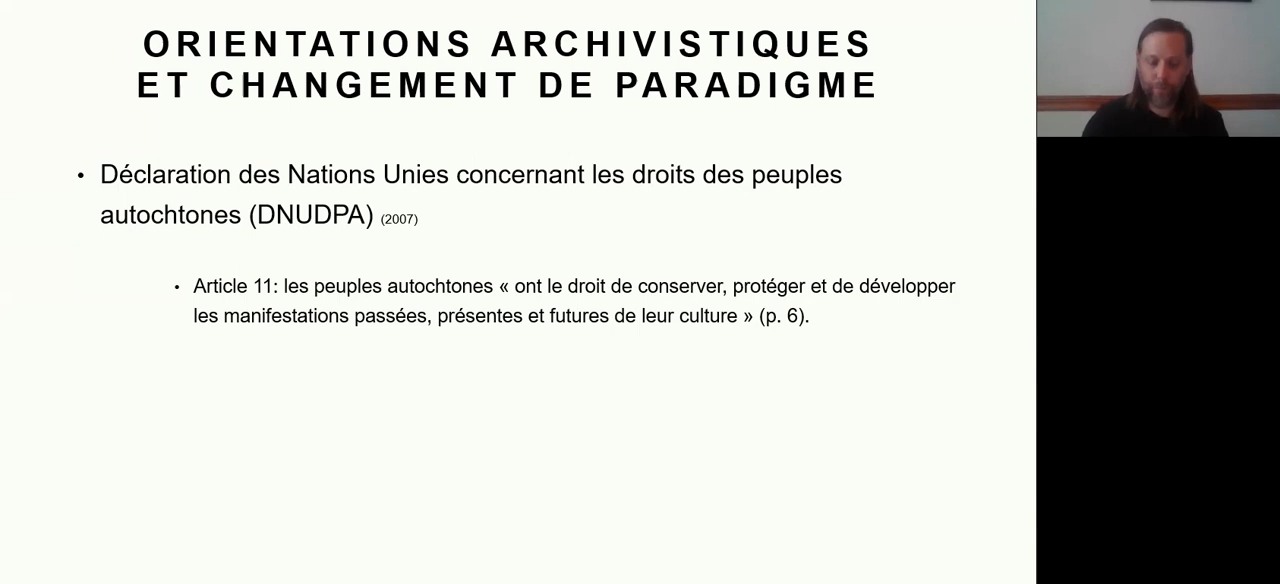 ORIENTATIONS ARCHIVISTIQUES
ET CHANGEMENT DE PARADIGME
• Déclaration des Nations Unies concernant les droits des peuples
autochtones (DNUDPA) (2007)
• Article 11: les peuples autochtones « ont le droit de conserver, protéger et de développer
les manifestations passées, présentes et futures de leur culture » (p. 6).